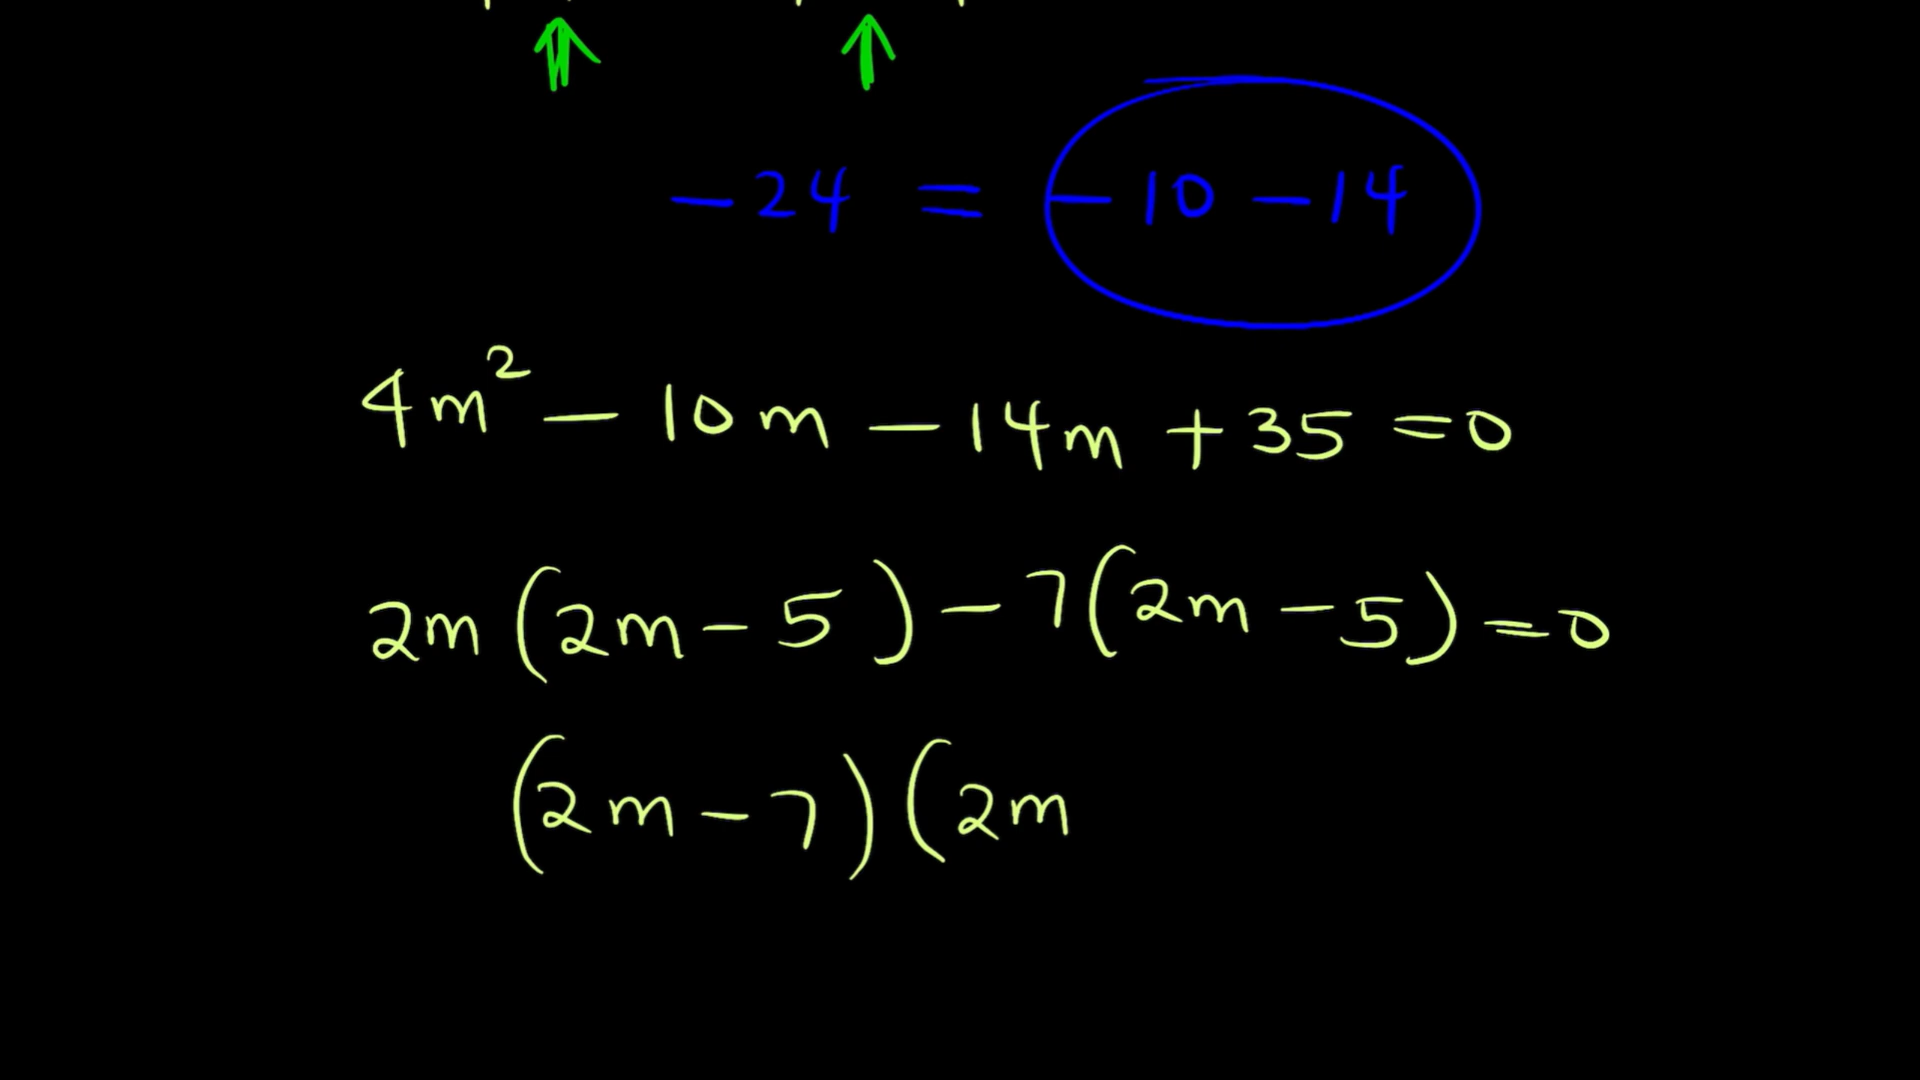 -24 = -10 -14
4m² - 10m - 14m + 35 = 0
2m (2m - 5) - 7(2m - 5) = 0
(2m - 7) (2m